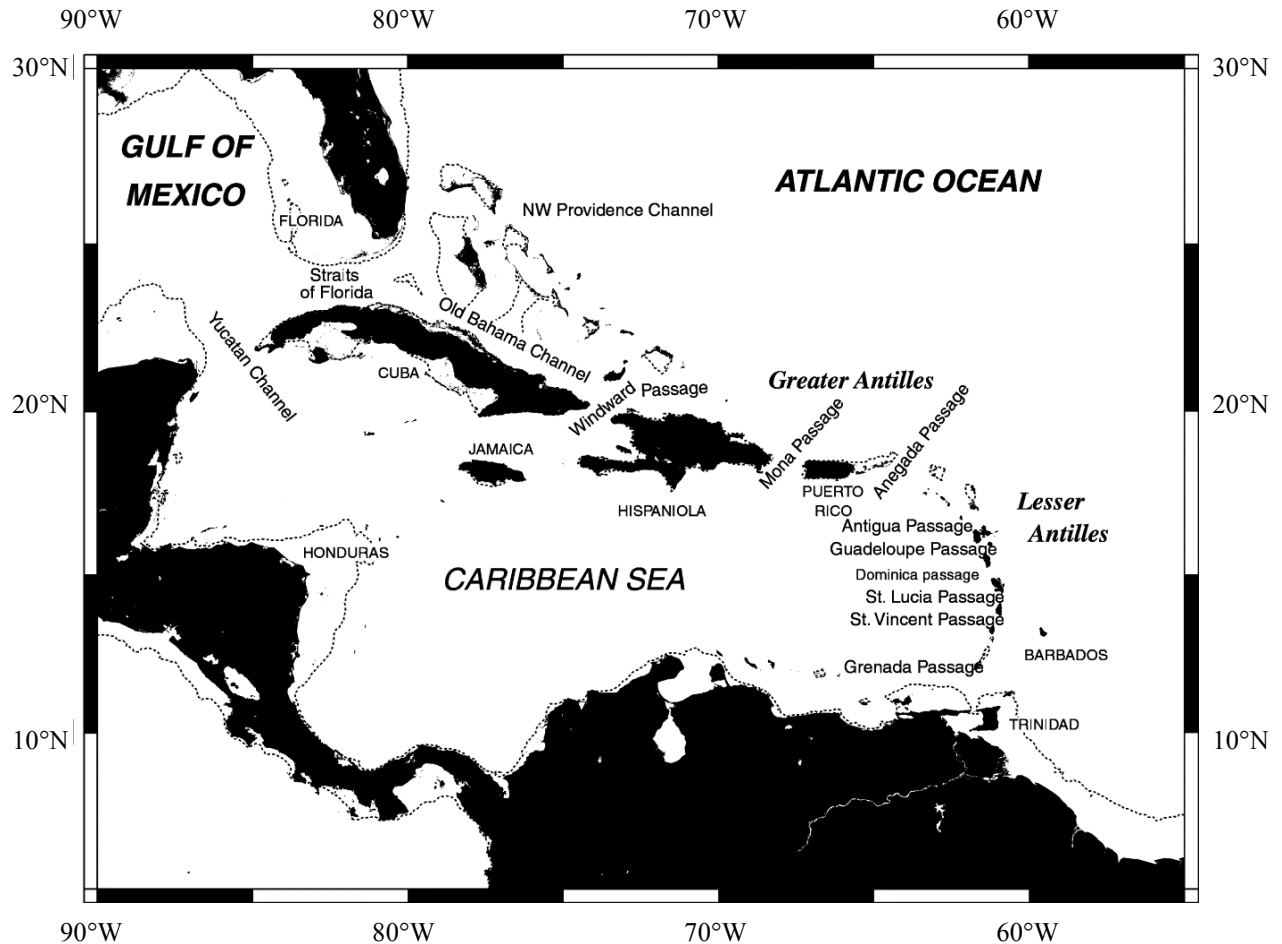 90°W 80°W 70°W 60°W
30°N 30°N
GULF OF
MEXICO
ATLANTIC OCEAN
NW Providence Channel
FLORIDA
Straits
of Florida
Old Bahama Channel
Yucatan Channel
CUBA
Windward Passage
Greater Antilles
20°N 20°N
Mona Passage
Anegada Passage
JAMAICA
HISPANIOLA
PUERTO
RICO
Lesser
Antilles
Antigua Passage
Guadeloupe Passage
Dominica passage
St. Lucia Passage
St. Vincent Passage
HONDURAS
CARIBBEAN SEA
BARBADOS
Grenada Passage
TRINIDAD
10°N 10°N
90°W 80°W 70°W 60°W